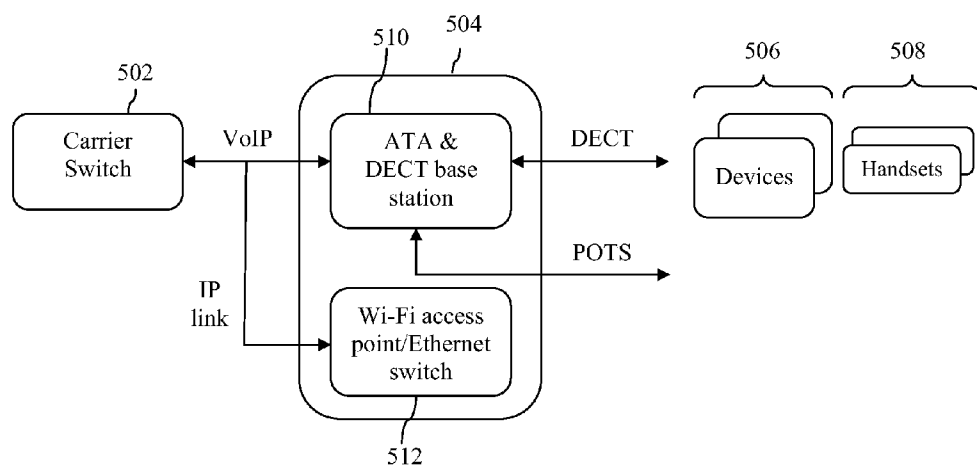 510
504
506
508
502
Carrier
Switch
VoIP
ATA &
DECT base
station
DECT
Devices
Handsets
POTS
IP
link
Wi-Fi access
point/Ethernet
switch
512